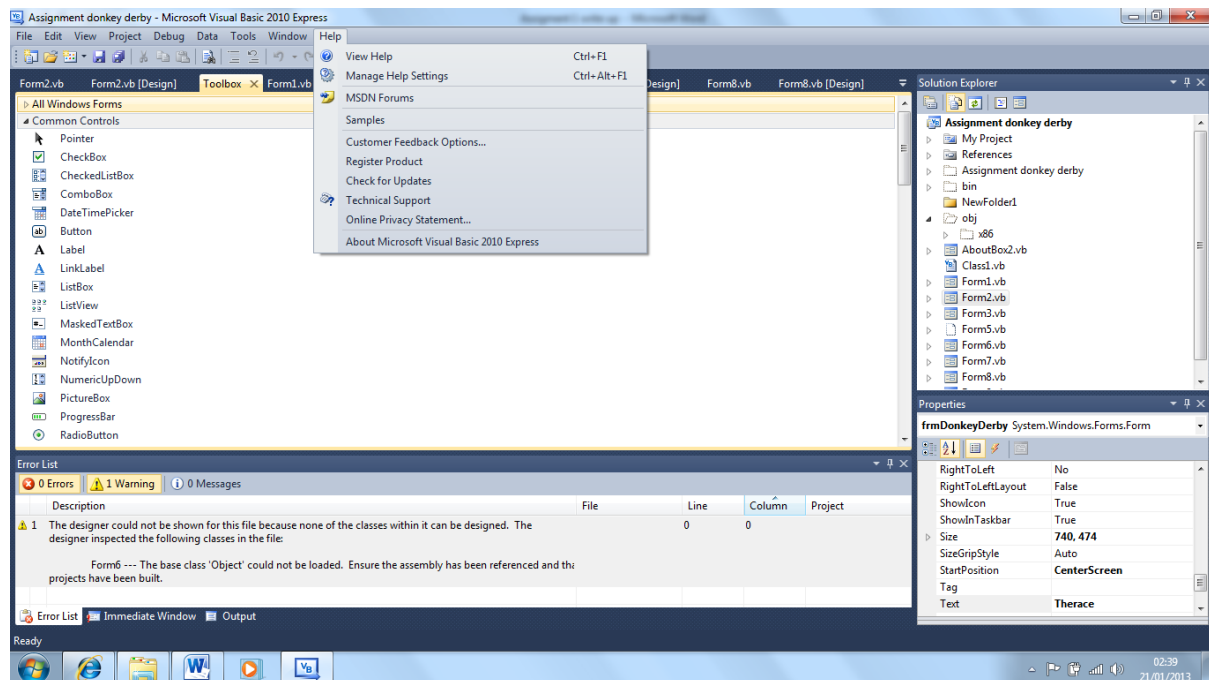 Assignment donkey derby - Microsoft Visual Basic 2010 Express
File Edit View Project Debug Data Tools Window Help
View Help Ctrl+F1
Manage Help Settings Ctrl+Alt+F1
MSDN Forums
Samples
Customer Feedback Options...
Register Product
Check for Updates
Technical Support
Online Privacy Statement...
About Microsoft Visual Basic 2010 Express
Form2.vb Form2.vb [Design] Toolbox Form1.vb Design] Form8.vb Form8.vb [Design]
All Windows Forms
Common Controls
Pointer
CheckBox
CheckedListBox
ComboBox
DateTimePicker
Button
Label
LinkLabel
ListBox
ListView
MaskedTextBox
MonthCalendar
NotifyIcon
NumericUpDown
PictureBox
ProgressBar
RadioButton
Solution Explorer
Assignment donkey derby
My Project
References
Assignment donkey derby
bin
NewFolder1
obj
x86
AboutBox2.vb
Class1.vb
Form1.vb
Form2.vb
Form3.vb
Form5.vb
Form6.vb
Form7.vb
Form8.vb
Properties
frmDonkeyDerby System.Windows.Forms.Form
RightToLeft No
RightToLeftLayout False
ShowIcon True
ShowInTaskbar True
Size 740, 474
SizeGripStyle Auto
StartPosition CenterScreen
Tag
Text Therace
Error List
0 Errors 1 Warning 0 Messages
Description File Line Column Project
1 The designer could not be shown for this file because none of the classes within it can be designed. The 0 0
designer inspected the following classes in the file:
Form6 --- The base class 'Object' could not be loaded. Ensure the assembly has been referenced and tha
projects have been built.
Error List Immediate Window Output
Ready
02:39
21/01/2013